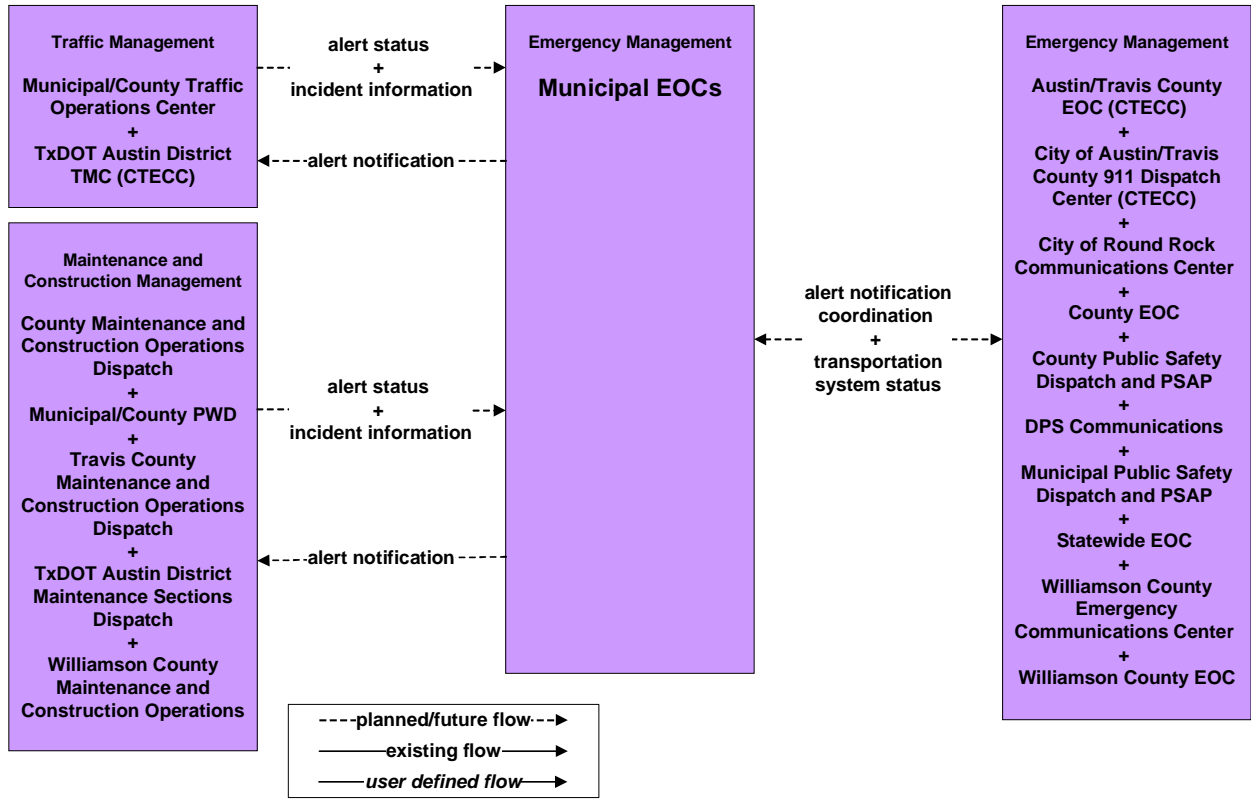 Traffic Management
Municipal/County Traffic
Operations Center
+
TxDOT Austin District
TMC (CTECC)
alert status
+
incident information
alert notification
Maintenance and
Construction Management
County Maintenance and
Construction Operations
Dispatch
+
Municipal/County PWD
+
Travis County
Maintenance and
Construction Operations
Dispatch
+
TxDOT Austin District
Maintenance Sections
Dispatch
+
Williamson County
Maintenance and
Construction Operations
alert status
+
incident information
alert notification
Emergency Management
Municipal EOCs
alert notification
coordination
+
transportation
system status
Emergency Management
Austin/Travis County
EOC (CTECC)
+
City of Austin/Travis
County 911 Dispatch
Center (CTECC)
+
City of Round Rock
Communications Center
+
County EOC
+
County Public Safety
Dispatch and PSAP
+
DPS Communications
+
Municipal Public Safety
Dispatch and PSAP
+
Statewide EOC
+
Williamson County
Emergency
Communications Center
+
Williamson County EOC
planned/future flow
existing flow
user defined flow